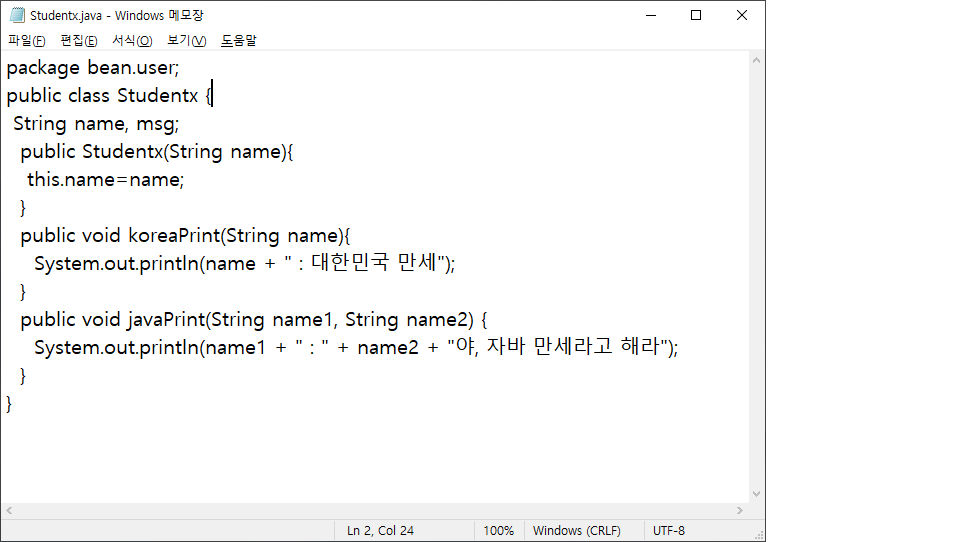 Studentx.java - Windows 메모장
파일(F) 편집(E) 서식(O) 보기(V) 도움말
package bean.user;
public class Studentx {
 String name, msg;
  public Studentx(String name){
   this.name=name;
  }
  public void koreaPrint(String name){
    System.out.println(name + " : 대한민국 만세");
  }
  public void javaPrint(String name1, String name2) {
    System.out.println(name1 + " : " + name2 + "야, 자바 만세라고 해라");
  }
}
Ln 2, Col 24 100% Windows (CRLF) UTF-8